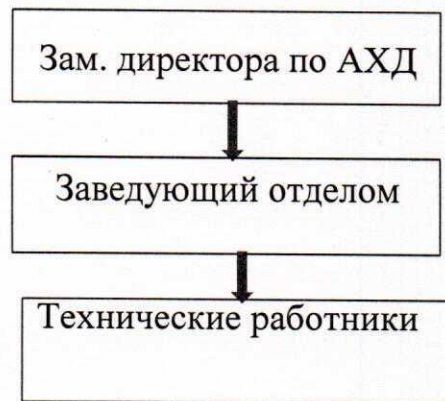 Зам. директора по АХД
Заведующий отделом
Технические работники